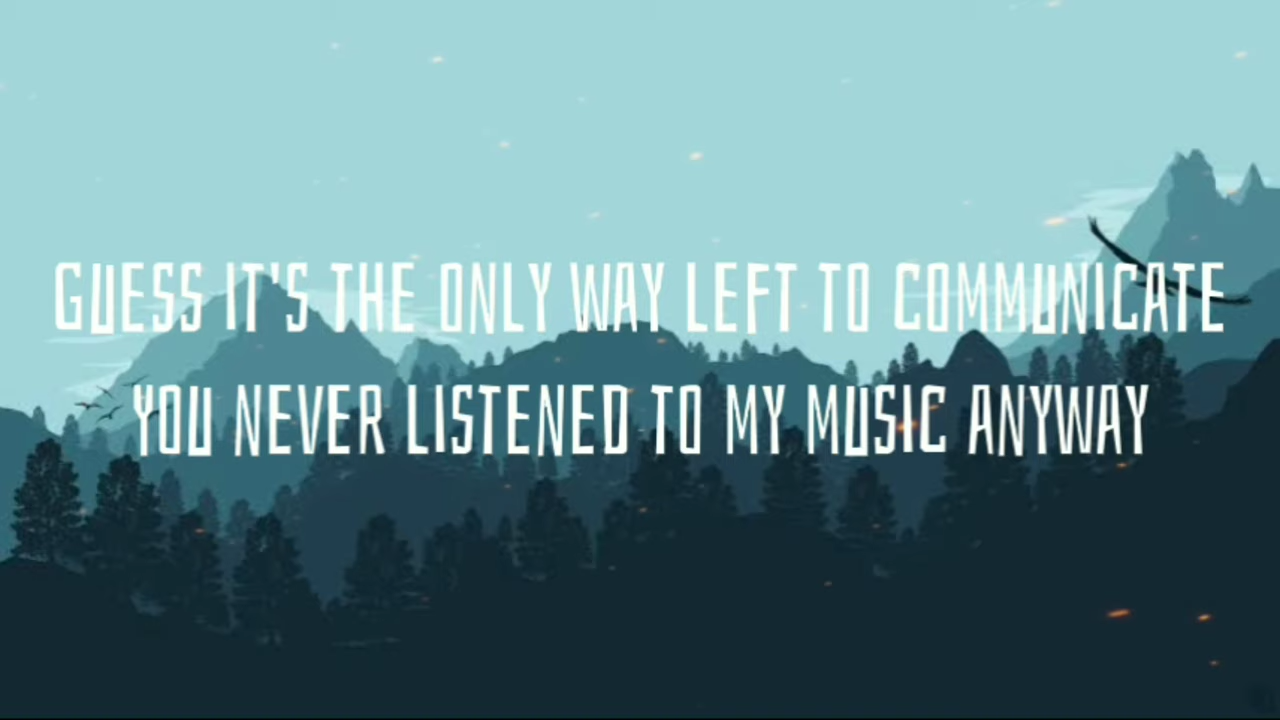 GUESS IT'S THE ONLY WAY LEFT TO COMMUNICATE
YOU NEVER LISTENED TO MY MUSIC ANYWAY